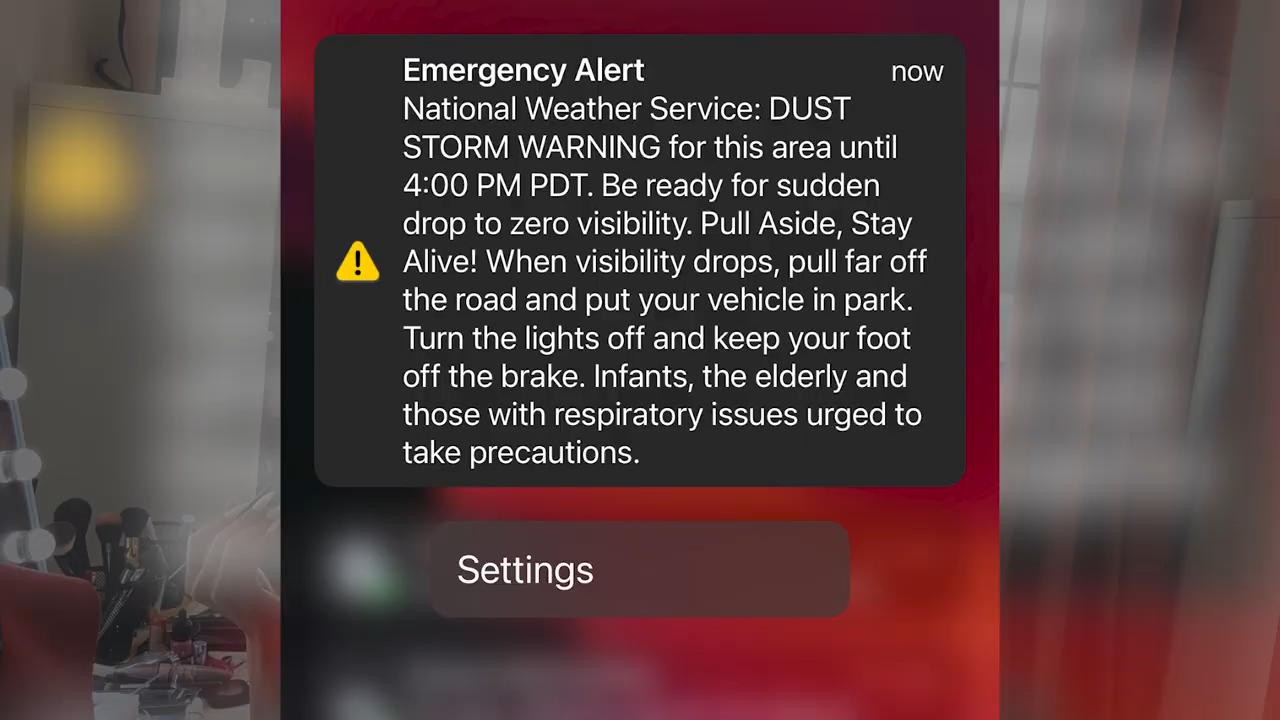 Emergency Alert
now
National Weather Service: DUST
STORM WARNING for this area until
4:00 PM PDT. Be ready for sudden
drop to zero visibility. Pull Aside, Stay
Alive! When visibility drops, pull far off
the road and put your vehicle in park.
Turn the lights off and keep your foot
off the brake. Infants, the elderly and
those with respiratory issues urged to
take precautions.
Settings